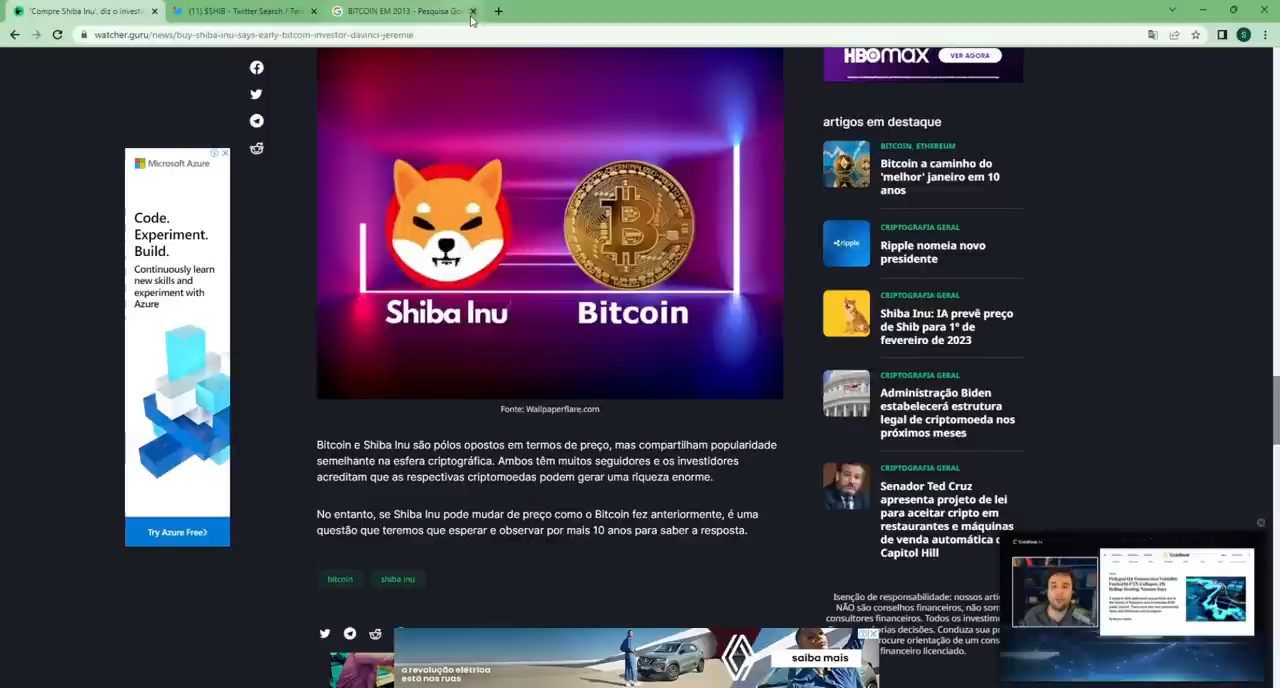 'Compre Shiba Inu', diz o investi
(11) $SHIB - Twitter Search / Twi
BITCOIN EM 2013 - Pesquisa Go
watcher.guru/news/buy-shiba-inu-says-early-bitcoin-investor-davinci-jeremie
S
Microsoft Azure
Code.
Experiment.
Build.
Continuously learn
new skills and
experiment with
Azure
Try Azure Free>
Shiba Inu
Bitcoin
Fonte: Wallpaperflare.com
Bitcoin e Shiba Inu são pólos opostos em termos de preço, mas compartilham popularidade
semelhante na esfera criptográfica. Ambos têm muitos seguidores e os investidores
acreditam que as respectivas criptomoedas podem gerar uma riqueza enorme.
No entanto, se Shiba Inu pode mudar de preço como o Bitcoin fez anteriormente, é uma
questão que teremos que esperar e observar por mais 10 anos para saber a resposta.
bitcoin
shiba inu
a revolução elétrica
está nas ruas
saiba mais
HBOMAX
VER AGORA
artigos em destaque
BITCOIN, ETHEREUM
Bitcoin a caminho do
'melhor' janeiro em 10
anos
CRIPTOGRAFIA GERAL
ripple
Ripple nomeia novo
presidente
CRIPTOGRAFIA GERAL
Shiba Inu: IA prevê preço
de Shib para 1º de
fevereiro de 2023
CRIPTOGRAFIA GERAL
Administração Biden
estabelecerá estrutura
legal de criptomoeda nos
próximos meses
CRIPTOGRAFIA GERAL
Senador Ted Cruz
apresenta projeto de lei
para aceitar cripto em
restaurantes e máquinas
de venda automática
Capitol Hill
Isenção de responsabilidade: nossos
NÃO são conselhos financeiros, não
consultores financeiros. Todos os
decisões. Conduza sua
orientação de um
financeiro licenciado.
CoinDesk